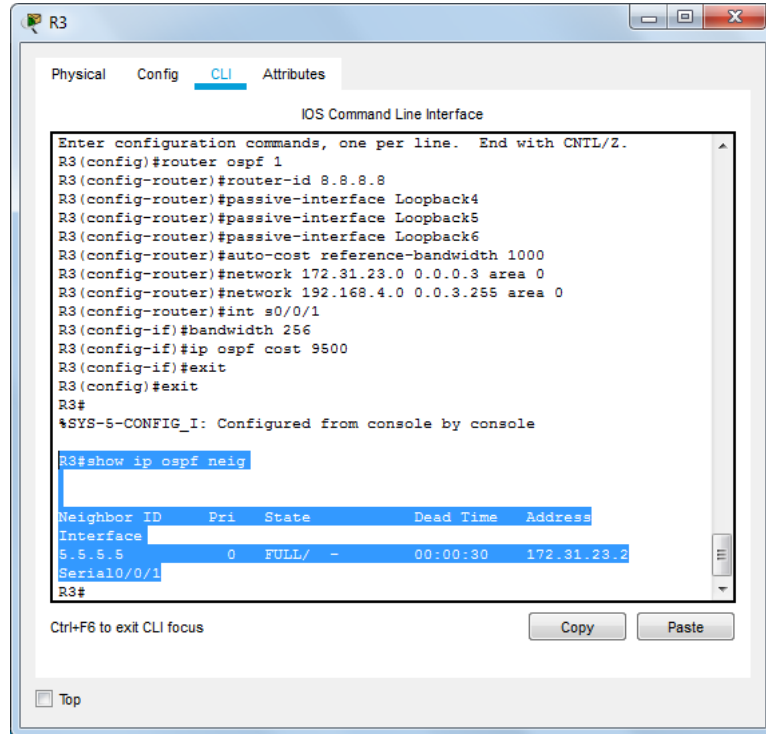 R3
Physical Config CLI Attributes
IOS Command Line Interface
Enter configuration commands, one per line. End with CNTL/Z.
R3(config)#router ospf 1
R3(config-router)#router-id 8.8.8.8
R3(config-router)#passive-interface Loopback4
R3(config-router)#passive-interface Loopback5
R3(config-router)#passive-interface Loopback6
R3(config-router)#auto-cost reference-bandwidth 1000
R3(config-router)#network 172.31.23.0 0.0.0.3 area 0
R3(config-router)#network 192.168.4.0 0.0.3.255 area 0
R3(config-router)#int s0/0/1
R3(config-if)#bandwidth 256
R3(config-if)#ip ospf cost 9500
R3(config-if)#exit
R3(config)#exit
R3#
%SYS-5-CONFIG_I: Configured from console by console
R3#show ip ospf neig
Neighbor ID Pri State Dead Time Address
Interface
5.5.5.5 0 FULL/ - 00:00:30 172.31.23.2
Serial0/0/1
R3#
Ctrl+F6 to exit CLI focus Copy Paste
Top